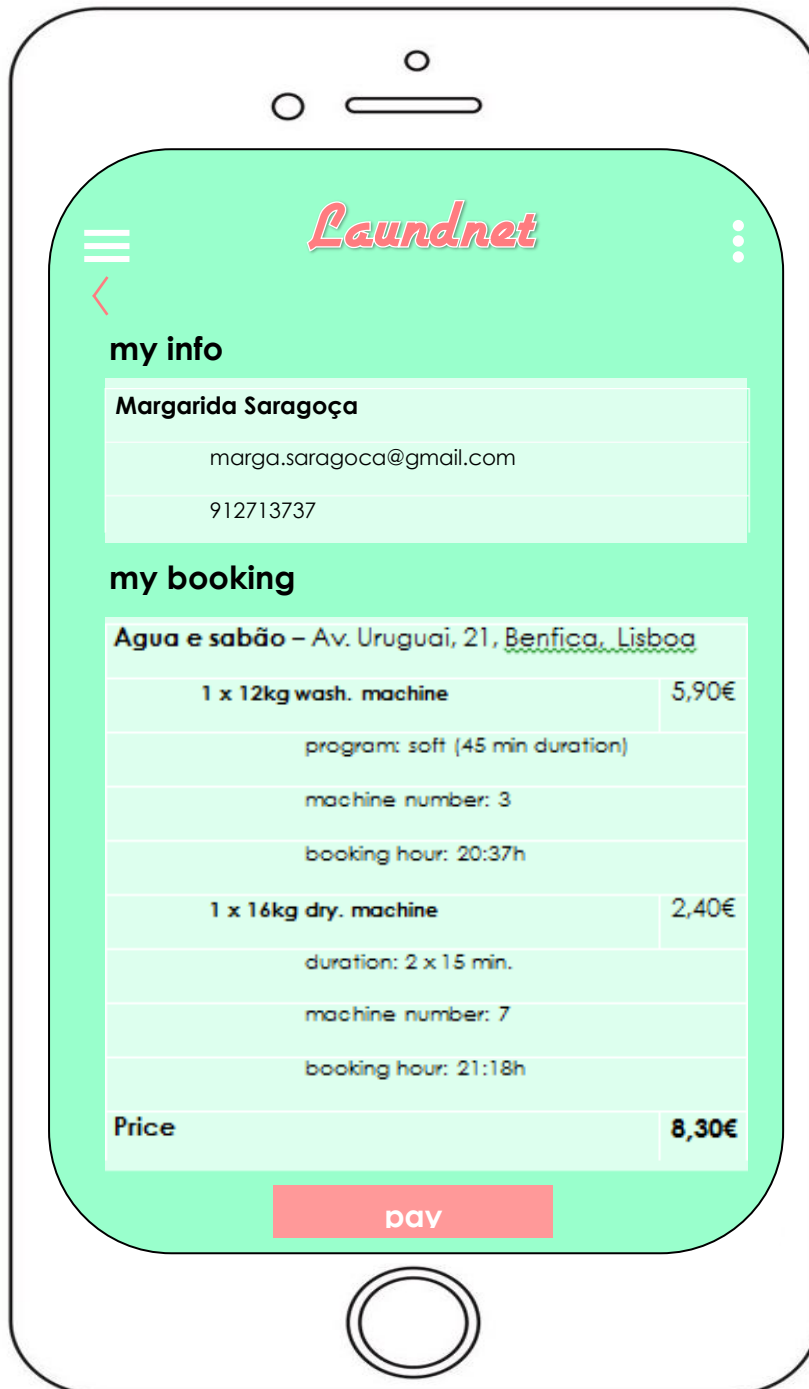 Laundnet
my info
Margarida Saragoça
marga.saragoca@gmail.com
912713737
my booking
Agua e sabão – Av. Uruguai, 21, Benfica, Lisboa
1 x 12kg wash. machine 5,90€
program: soft (45 min duration)
machine number: 3
booking hour: 20:37h
1 x 16kg dry. machine 2,40€
duration: 2 x 15 min.
machine number: 7
booking hour: 21:18h
Price 8,30€
pay